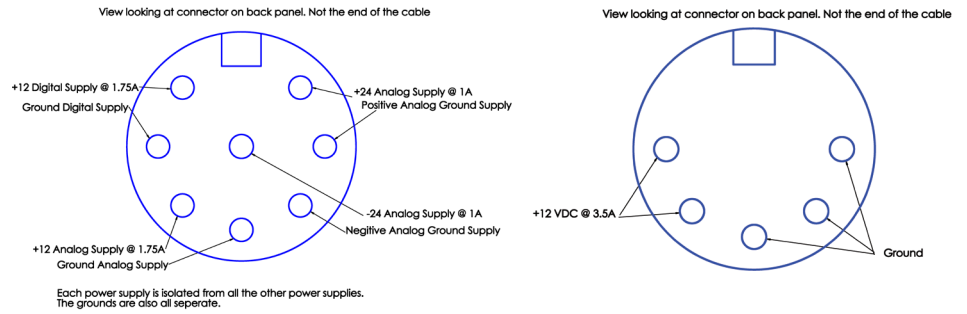 View looking at connector on back panel. Not the end of the cable
+12 Digital Supply @ 1.75A
Ground Digital Supply
+24 Analog Supply @ 1A
Positive Analog Ground Supply
-24 Analog Supply @ 1A
Negitive Analog Ground Supply
+12 Analog Supply @ 1.75A
Ground Analog Supply
Each power supply is isolated from all the other power supplies.
The grounds are also all seperate.
View looking at connector on back panel. Not the end of the cable
+12 VDC @ 3.5A
Ground